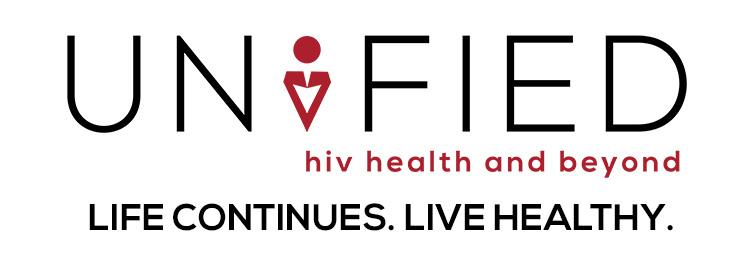 UNiFIED
hiv health and beyond
LIFE CONTINUES. LIVE HEALTHY.